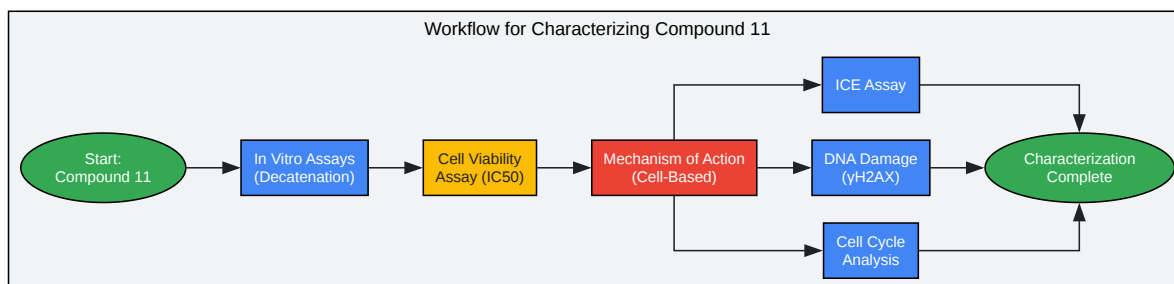 Workflow for Characterizing Compound 11
Start:
Compound 11
In Vitro Assays
(Decatenation)
Cell Viability
Assay (IC50)
Mechanism of Action
(Cell-Based)
ICE Assay
DNA Damage
(γH2AX)
Cell Cycle
Analysis
Characterization
Complete